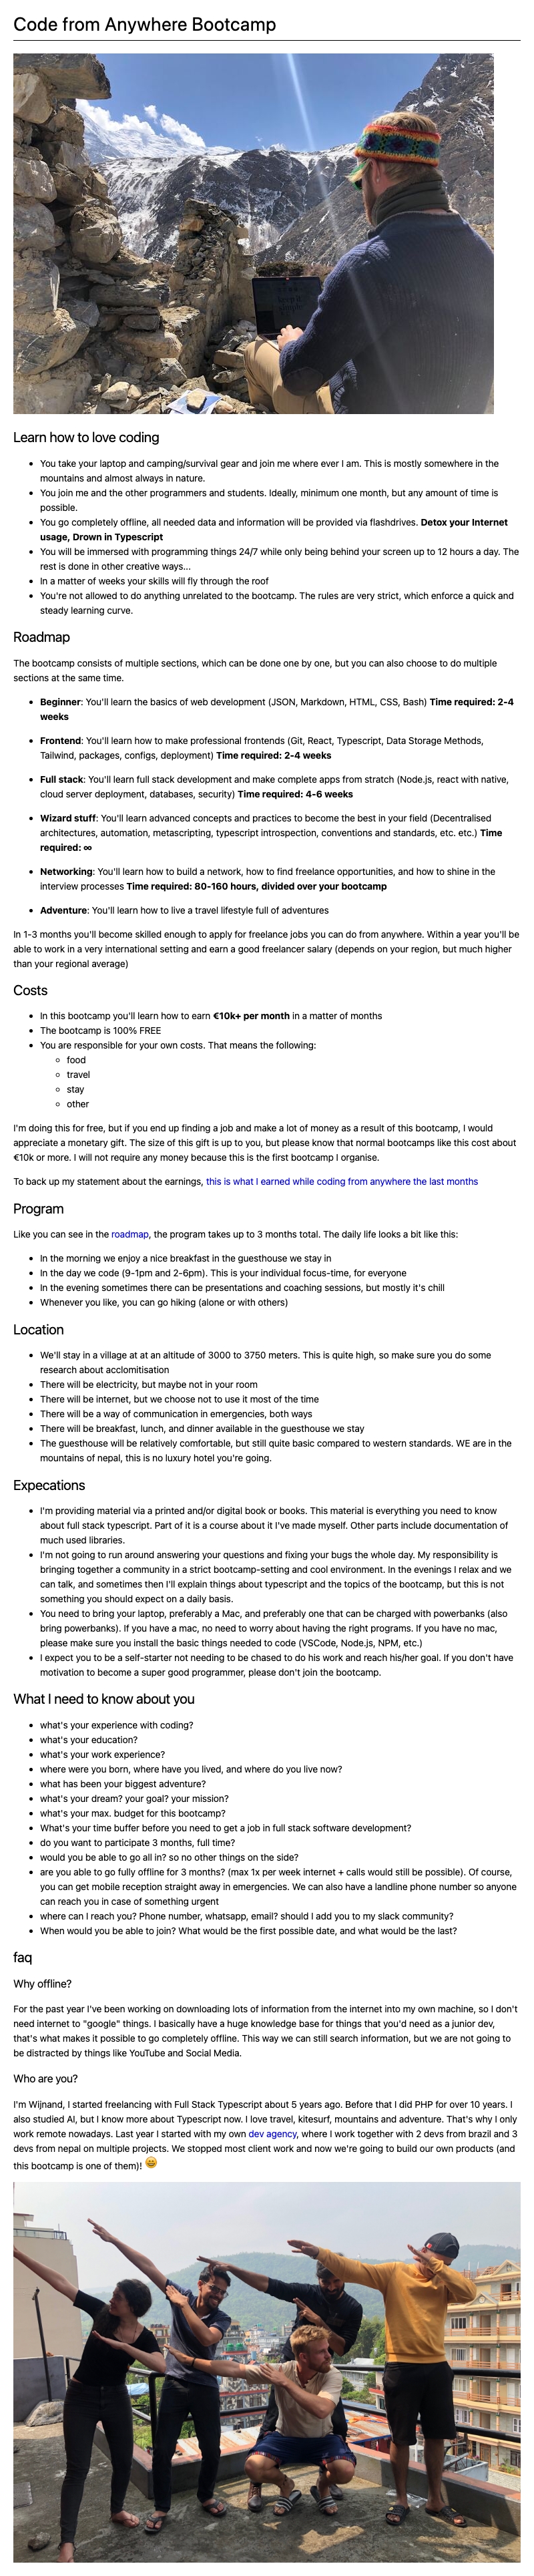 Code from Anywhere Bootcamp
Learn how to love coding
You take your laptop and camping/survival gear and join me where ever I am. This is mostly somewhere in the
mountains and almost always in nature.
You join me and the other programmers and students. Ideally, minimum one month, but any amount of time is
possible.
You go completely offline, all needed data and information will be provided via flashdrives. Detox your Internet
usage, Drown in Typescript
You will be immersed with programming things 24/7 while only being behind your screen up to 12 hours a day. The
rest is done in other creative ways...
In a matter of weeks your skills will fly through the roof
You're not allowed to do anything unrelated to the bootcamp. The rules are very strict, which enforce a quick and
steady learning curve.
Roadmap
The bootcamp consists of multiple sections, which can be done one by one, but you can also choose to do multiple
sections at the same time.
Beginner: You'll learn the basics of web development (JSON, Markdown, HTML, CSS, Bash) Time required: 2-4
weeks
Frontend: You'll learn how to make professional frontends (Git, React, Typescript, Data Storage Methods,
Tailwind, packages, configs, deployment) Time required: 2-4 weeks
Full stack: You'll learn full stack development and make complete apps from stratch (Node.js, react with native,
cloud server deployment, databases, security) Time required: 4-6 weeks
Wizard stuff: You'll learn advanced concepts and practices to become the best in your field (Decentralised
architectures, automation, metascripting, typescript introspection, conventions and standards, etc. etc.) Time
required: ∞
Networking: You'll learn how to build a network, how to find freelance opportunities, and how to shine in the
interview processes Time required: 80-160 hours, divided over your bootcamp
Adventure: You'll learn how to live a travel lifestyle full of adventures
In 1-3 months you'll become skilled enough to apply for freelance jobs you can do from anywhere. Within a year you'll be
able to work in a very international setting and earn a good freelancer salary (depends on your region, but much higher
than your regional average)
Costs
In this bootcamp you'll learn how to earn €10k+ per month in a matter of months
The bootcamp is 100% FREE
You are responsible for your own costs. That means the following:
food
travel
stay
other
I'm doing this for free, but if you end up finding a job and make a lot of money as a result of this bootcamp, I would
appreciate a monetary gift. The size of this gift is up to you, but please know that normal bootcamps like this cost about
€10k or more. I will not require any money because this is the first bootcamp I organise.
To back up my statement about the earnings, this is what I earned while coding from anywhere the last months
Program
Like you can see in the roadmap, the program takes up to 3 months total. The daily life looks a bit like this:
In the morning we enjoy a nice breakfast in the guesthouse we stay in
In the day we code (9-1pm and 2-6pm). This is your individual focus-time, for everyone
In the evening sometimes there can be presentations and coaching sessions, but mostly it's chill
Whenever you like, you can go hiking (alone or with others)
Location
We'll stay in a village at at an altitude of 3000 to 3750 meters. This is quite high, so make sure you do some
research about acclomitisation
There will be electricity, but maybe not in your room
There will be internet, but we choose not to use it most of the time
There will be a way of communication in emergencies, both ways
There will be breakfast, lunch, and dinner available in the guesthouse we stay
The guesthouse will be relatively comfortable, but still quite basic compared to western standards. WE are in the
mountains of nepal, this is no luxury hotel you're going.
Expecations
I'm providing material via a printed and/or digital book or books. This material is everything you need to know
about full stack typescript. Part of it is a course about it I've made myself. Other parts include documentation of
much used libraries.
I'm not going to run around answering your questions and fixing your bugs the whole day. My responsibility is
bringing together a community in a strict bootcamp-setting and cool environment. In the evenings I relax and we
can talk, and sometimes then I'll explain things about typescript and the topics of the bootcamp, but this is not
something you should expect on a daily basis.
You need to bring your laptop, preferably a Mac, and preferably one that can be charged with powerbanks (also
bring powerbanks). If you have a mac, no need to worry about having the right programs. If you have no mac,
please make sure you install the basic things needed to code (VSCode, Node.js, NPM, etc.)
I expect you to be a self-starter not needing to be chased to do his work and reach his/her goal. If you don't have
motivation to become a super good programmer, please don't join the bootcamp.
What I need to know about you
what's your experience with coding?
what's your education?
what's your work experience?
where were you born, where have you lived, and where do you live now?
what has been your biggest adventure?
what's your dream? your goal? your mission?
what's your max. budget for this bootcamp?
What's your time buffer before you need to get a job in full stack software development?
do you want to participate 3 months, full time?
would you be able to go all in? so no other things on the side?
are you able to go fully offline for 3 months? (max 1x per week internet + calls would still be possible). Of course,
you can get mobile reception straight away in emergencies. We can also have a landline phone number so anyone
can reach you in case of something urgent
where can I reach you? Phone number, whatsapp, email? should I add you to my slack community?
When would you be able to join? What would be the first possible date, and what would be the last?
faq
Why offline?
For the past year I've been working on downloading lots of information from the internet into my own machine, so I don't
need internet to "google" things. I basically have a huge knowledge base for things that you'd need as a junior dev,
that's what makes it possible to go completely offline. This way we can still search information, but we are not going to
be distracted by things like YouTube and Social Media.
Who are you?
I'm Wijnand, I started freelancing with Full Stack Typescript about 5 years ago. Before that I did PHP for over 10 years. I
also studied AI, but I know more about Typescript now. I love travel, kitesurf, mountains and adventure. That's why I only
work remote nowadays. Last year I started with my own dev agency, where I work together with 2 devs from brazil and 3
devs from nepal on multiple projects. We stopped most client work and now we're going to build our own products (and
this bootcamp is one of them)! 😄